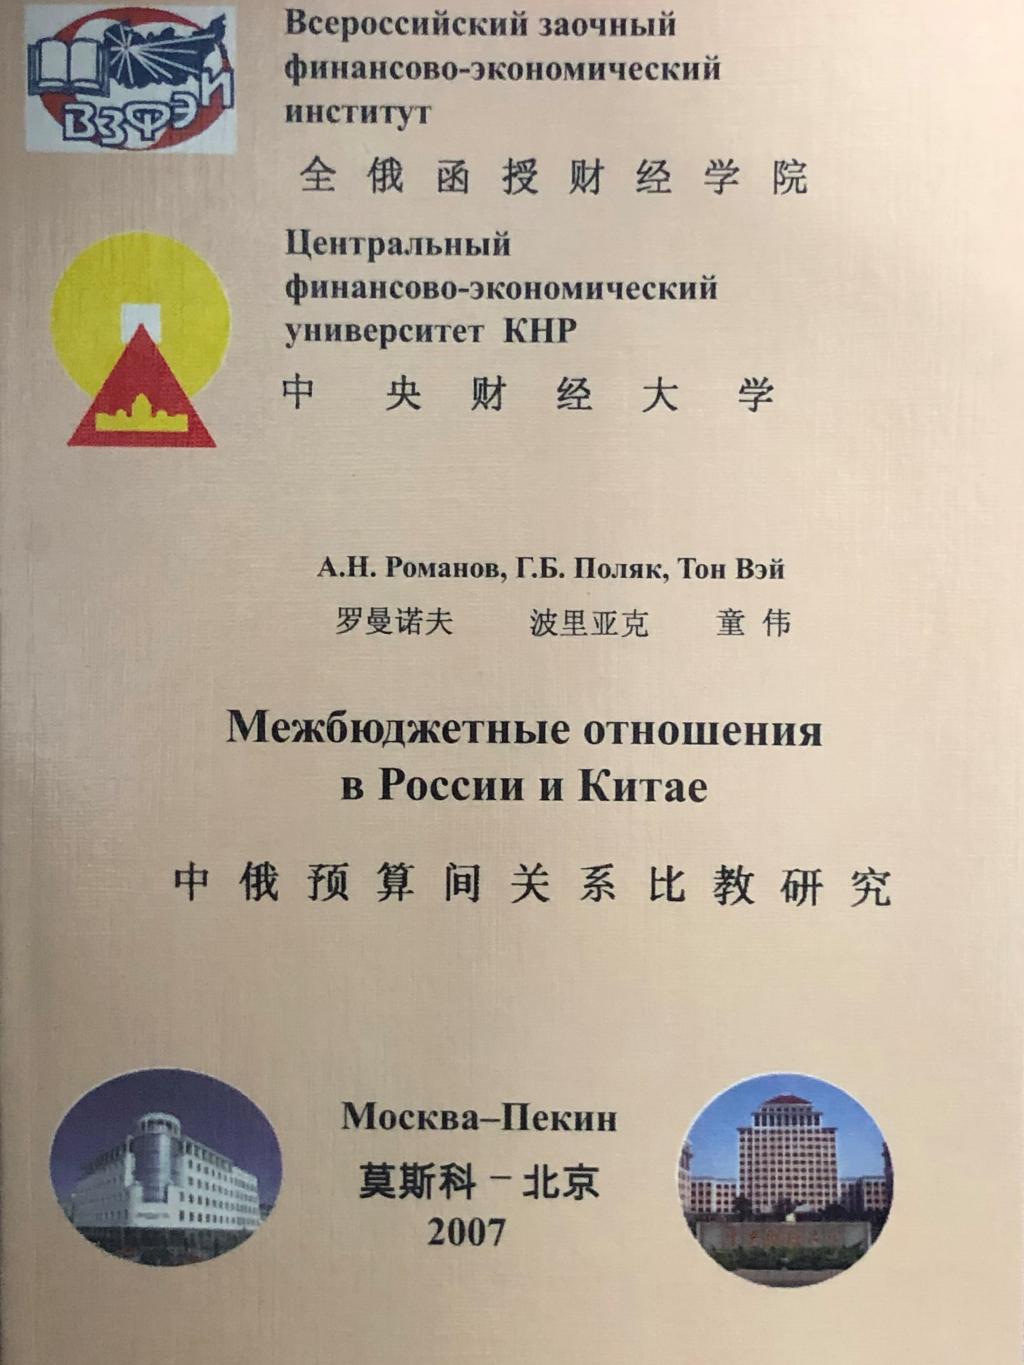 ВЗФЭИ
Всероссийский заочный
финансово-экономический
институт
全俄函授财经学院
Центральный
финансово-экономический
университет КНР
中央财经大学
А.Н. Романов, Г.Б. Поляк, Тон Вэй
罗曼诺夫 波里亚克 童伟
Межбюджетные отношения
в России и Китае
中俄预算间关系比教研究
Москва–Пекин
莫斯科－北京
2007